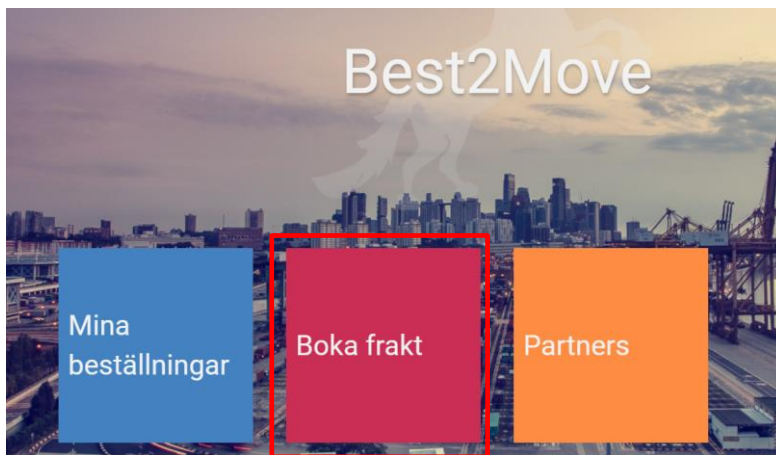 Best2Move
Mina
beställningar
Boka frakt
Partners